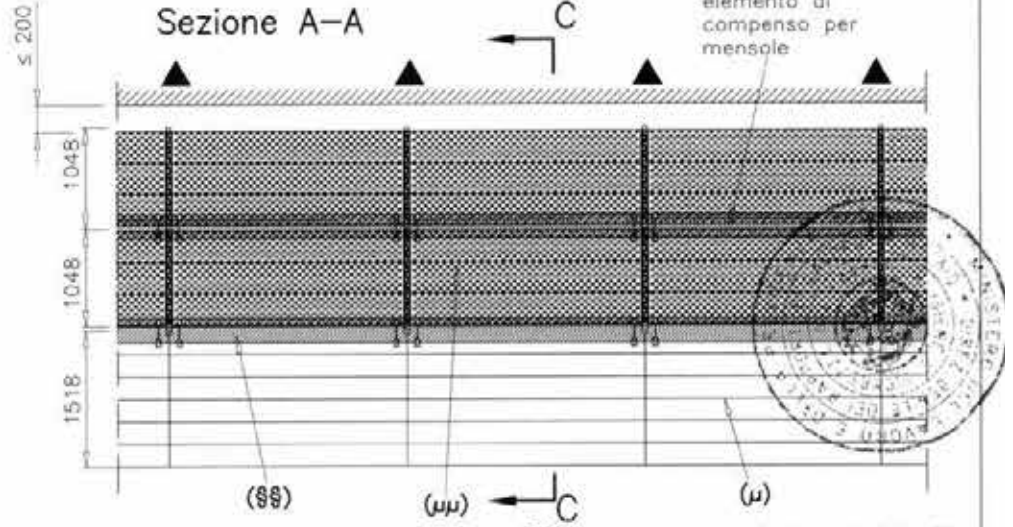 Sezione A-A
C
elemento di
compenso per
mensole
≤ 200
1048
1048
1518
(§§)
(μμ)
C
(μ)